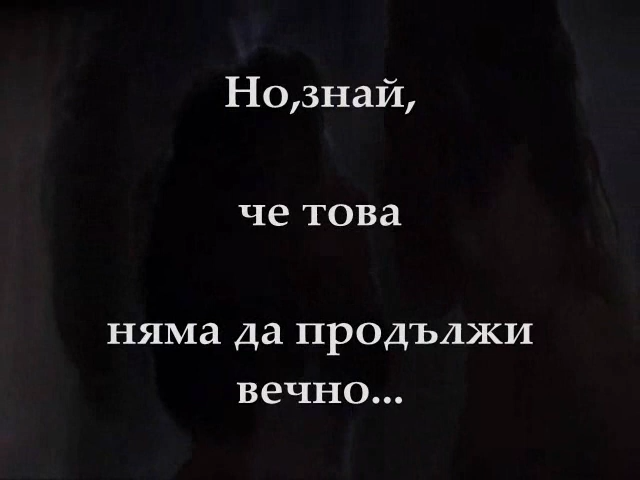 Но,знай,
че това
няма да продължи
вечно...